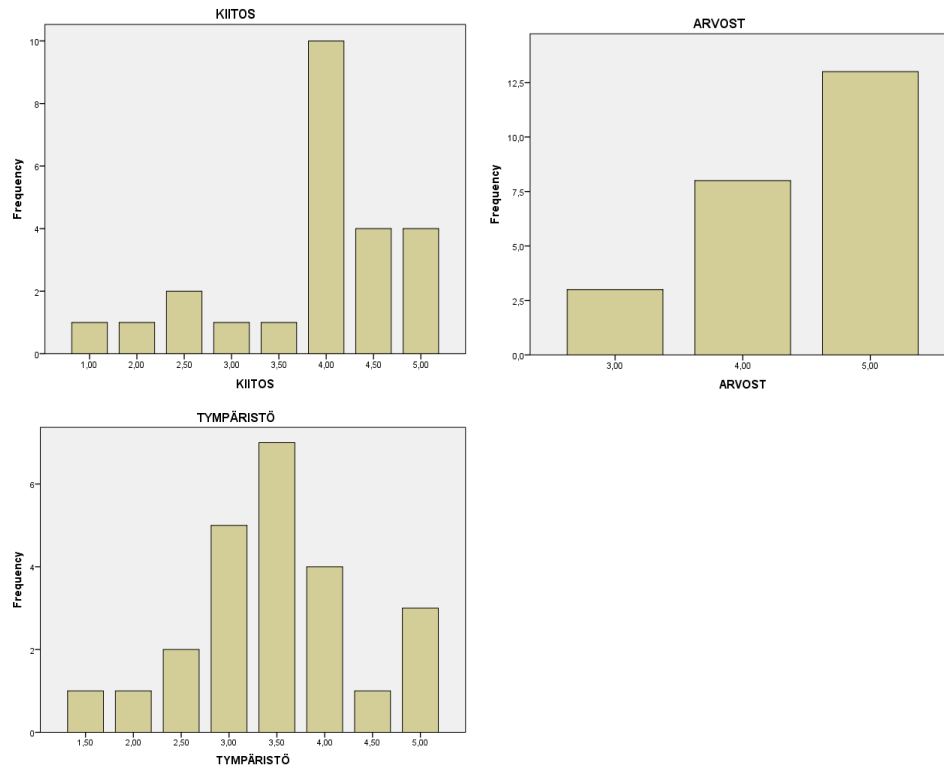 KIITOS
Frequency
10
8
6
4
2
0
1,00 2,00 2,50 3,00 3,50 4,00 4,50 5,00
KIITOS
ARVOST
Frequency
12,5
10,0
7,5
5,0
2,5
0,0
3,00 4,00 5,00
ARVOST
TYMPÄRISTÖ
Frequency
6
4
2
0
1,50 2,00 2,50 3,00 3,50 4,00 4,50 5,00
TYMPÄRISTÖ